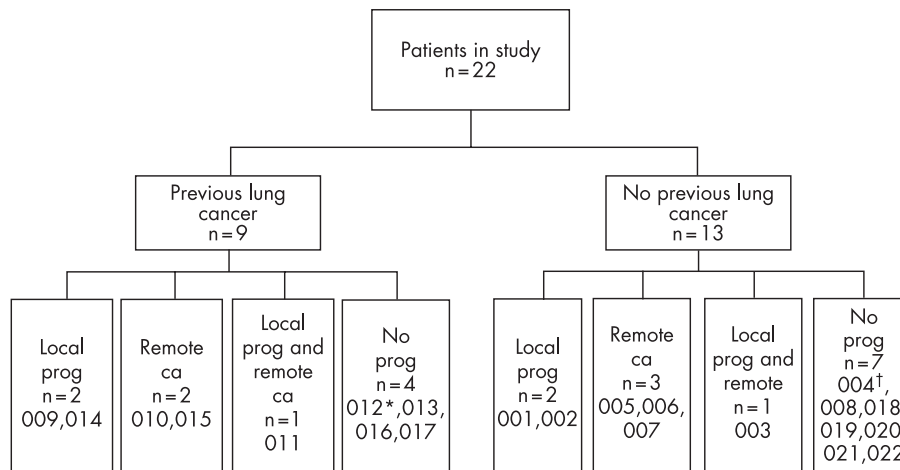 Patients in study
n=22
Previous lung
cancer
n=9
No previous lung
cancer
n=13
Local
prog
n=2
009,014
Remote
ca
n=2
010,015
Local
prog and
remote
ca
n=1
011
No
prog
n=4
012*,013,
016,017
Local
prog
n=2
001,002
Remote
ca
n=3
005,006,
007
Local
prog and
remote
n=1
003
No
prog
n=7
004†,
008,018
019,020
021,022